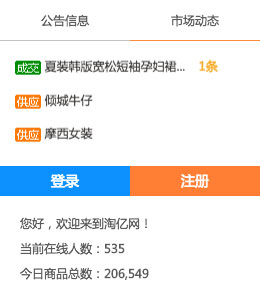 公告信息 市场动态
成交 夏装韩版宽松短袖孕妇裙... 1条
供应 倾城牛仔
供应 摩西女装
登录 注册
您好，欢迎来到淘亿网！
当前在线人数：535
今日商品总数：206,549